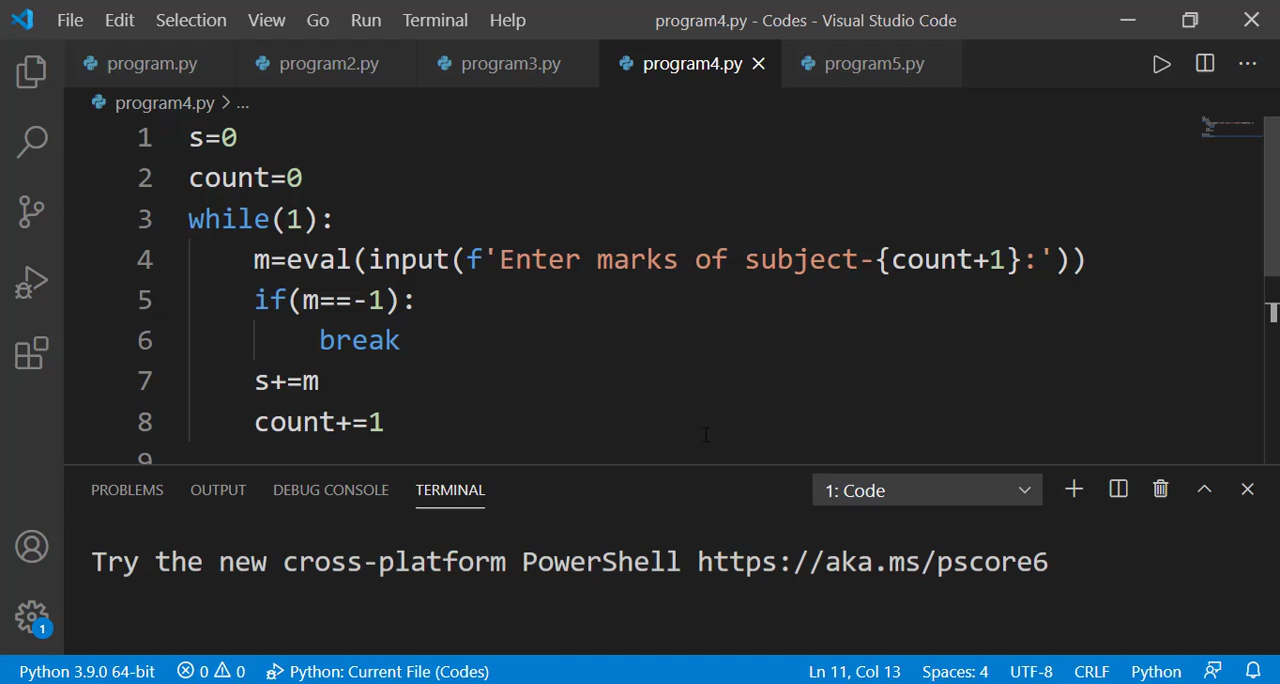 File Edit Selection View Go Run Terminal Help program4.py - Codes - Visual Studio Code
program.py program2.py program3.py program4.py program5.py
program4.py > ...
1 s=0
2 count=0
3 while(1):
4 m=eval(input(f'Enter marks of subject-{count+1}:'))
5 if(m==-1):
6 break
7 s+=m
8 count+=1
9
PROBLEMS OUTPUT DEBUG CONSOLE TERMINAL 1: Code
Try the new cross-platform PowerShell https://aka.ms/pscore6
1
Python 3.9.0 64-bit 0 0 Python: Current File (Codes) Ln 11, Col 13 Spaces: 4 UTF-8 CRLF Python